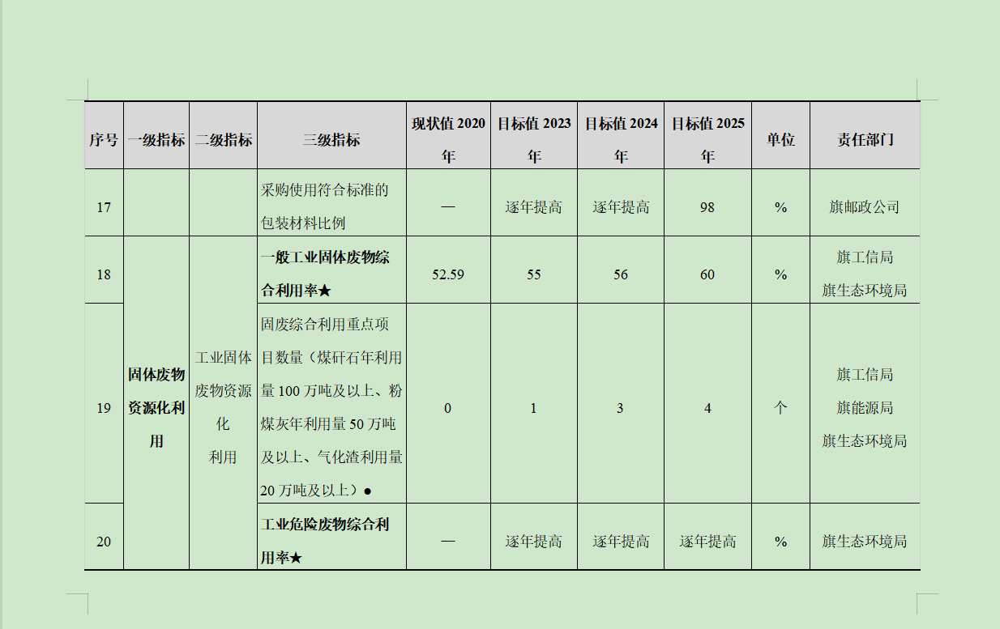 序号 一级指标 二级指标 三级指标 现状值 2020 年 目标值 2023 年 目标值 2024 年 目标值 2025 年 单位 责任部门
17
采购使用符合标准的
包装材料比例
— 逐年提高 逐年提高 98 % 旗邮政公司
固体废物
资源化利
用
工业固体
废物资源
化
利用
18
一般工业固体废物综
合利用率★
52.59 55 56 60 %
旗工信局
旗生态环境局
19
固废综合利用重点项
目数量（煤矸石年利用
量 100 万吨及以上、粉
煤灰年利用量 50 万吨
及以上、气化渣利用量
20 万吨及以上）●
0 1 3 4 个
旗工信局
旗能源局
旗生态环境局
20
工业危险废物综合利
用率★
— 逐年提高 逐年提高 逐年提高 % 旗生态环境局